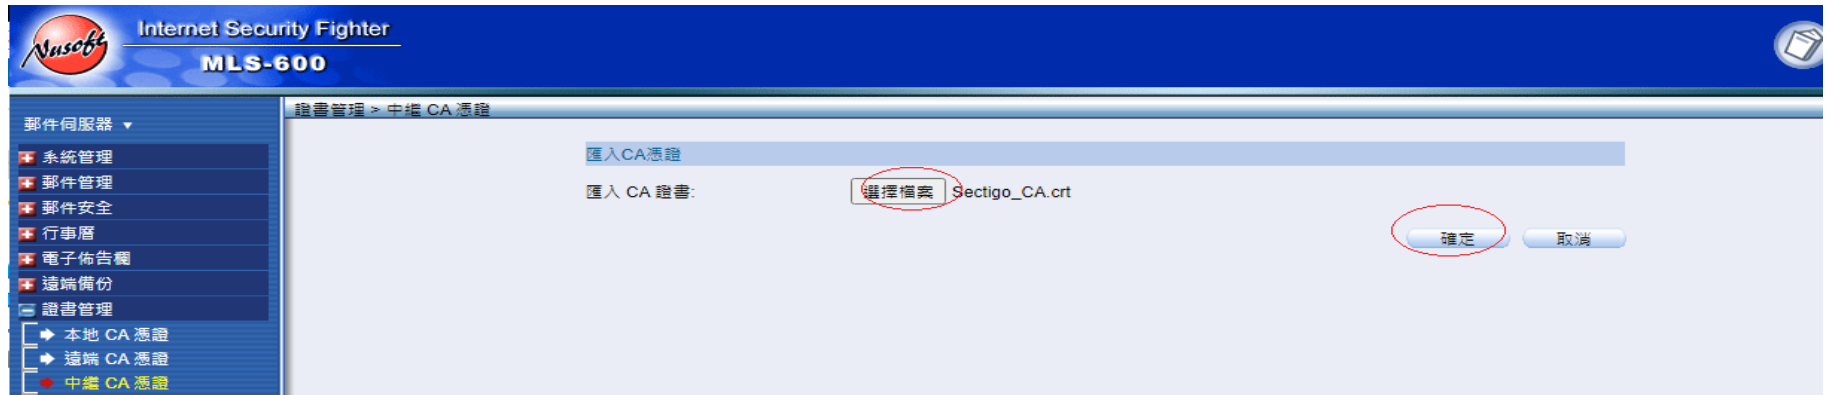 Nusoft
Internet Security Fighter
MLS-600
郵件伺服器 ▼
系統管理
郵件管理
郵件安全
行事曆
電子佈告欄
遠端備份
證書管理
本地 CA 憑證
遠端 CA 憑證
中繼 CA 憑證
證書管理 > 中繼 CA 憑證
匯入CA憑證
匯入 CA 證書: 選擇檔案 Sectigo_CA.crt
確定 取消